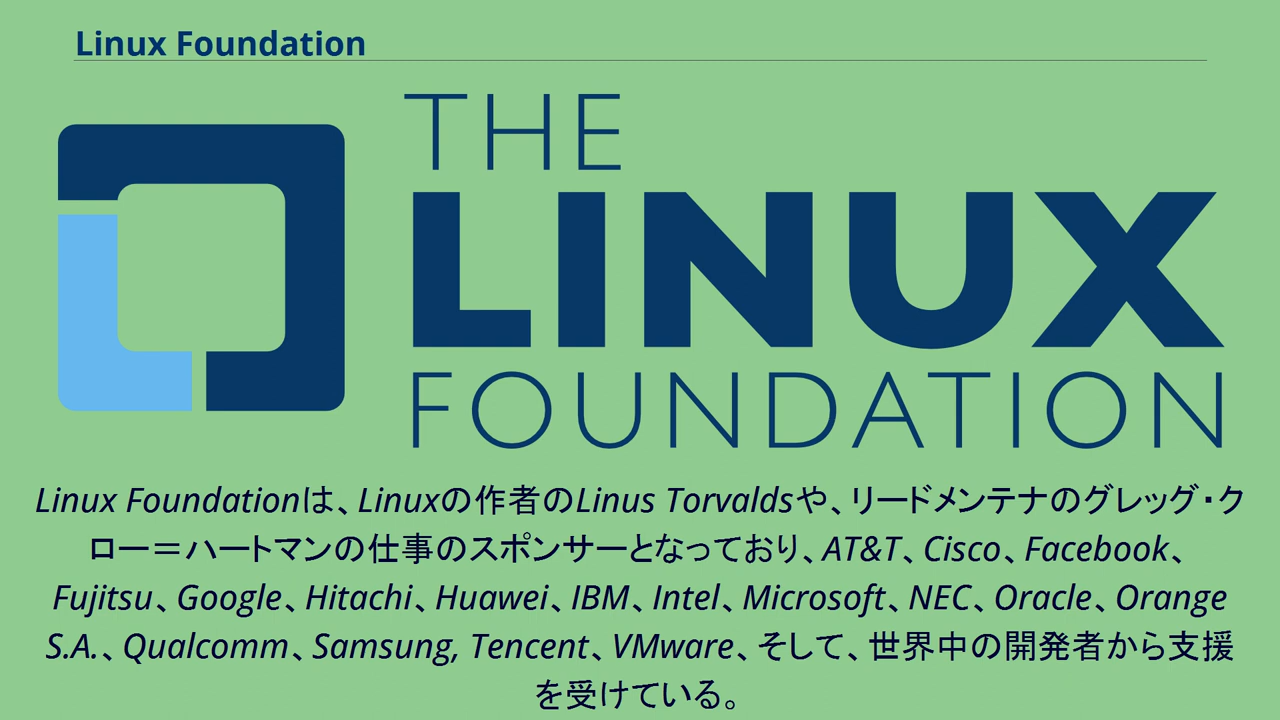 Linux Foundation
THE
LINUX
FOUNDATION
Linux Foundationは、Linuxの作者のLinus Torvaldsや、リードメンテナのグレッグ・ク
ロー＝ハートマンの仕事のスポンサーとなっており、AT&T、Cisco、Facebook、
Fujitsu、Google、Hitachi、Huawei、IBM、Intel、Microsoft、NEC、Oracle、Orange
S.A.、Qualcomm、Samsung, Tencent、VMware、そして、世界中の開発者から支援
を受けている。